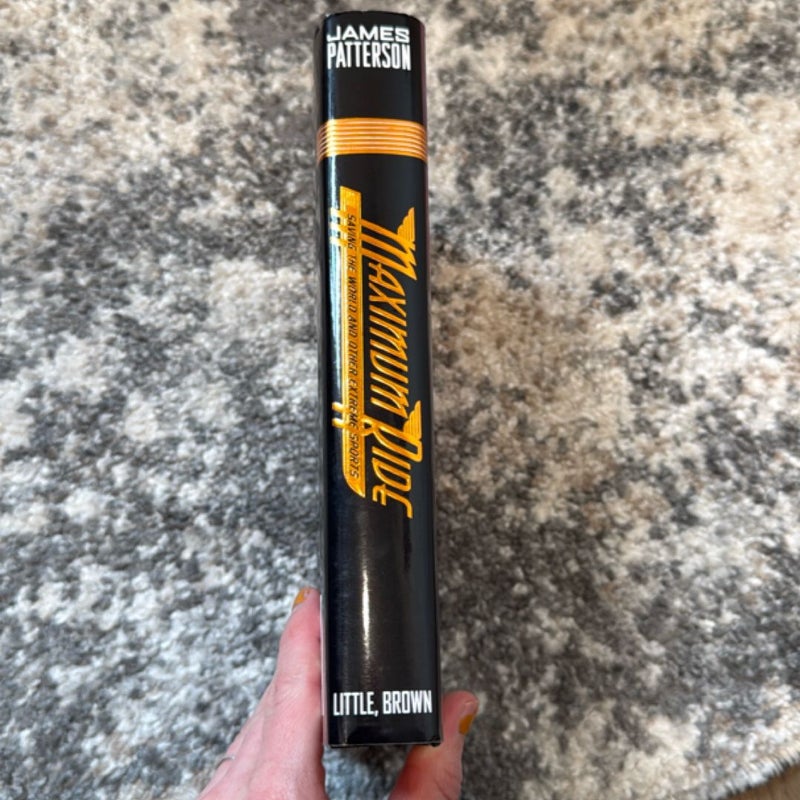 JAMES
PATTERSON
MAXIMUM RIDE
SAVING THE WORLD AND OTHER EXTREME SPORTS
LITTLE, BROWN